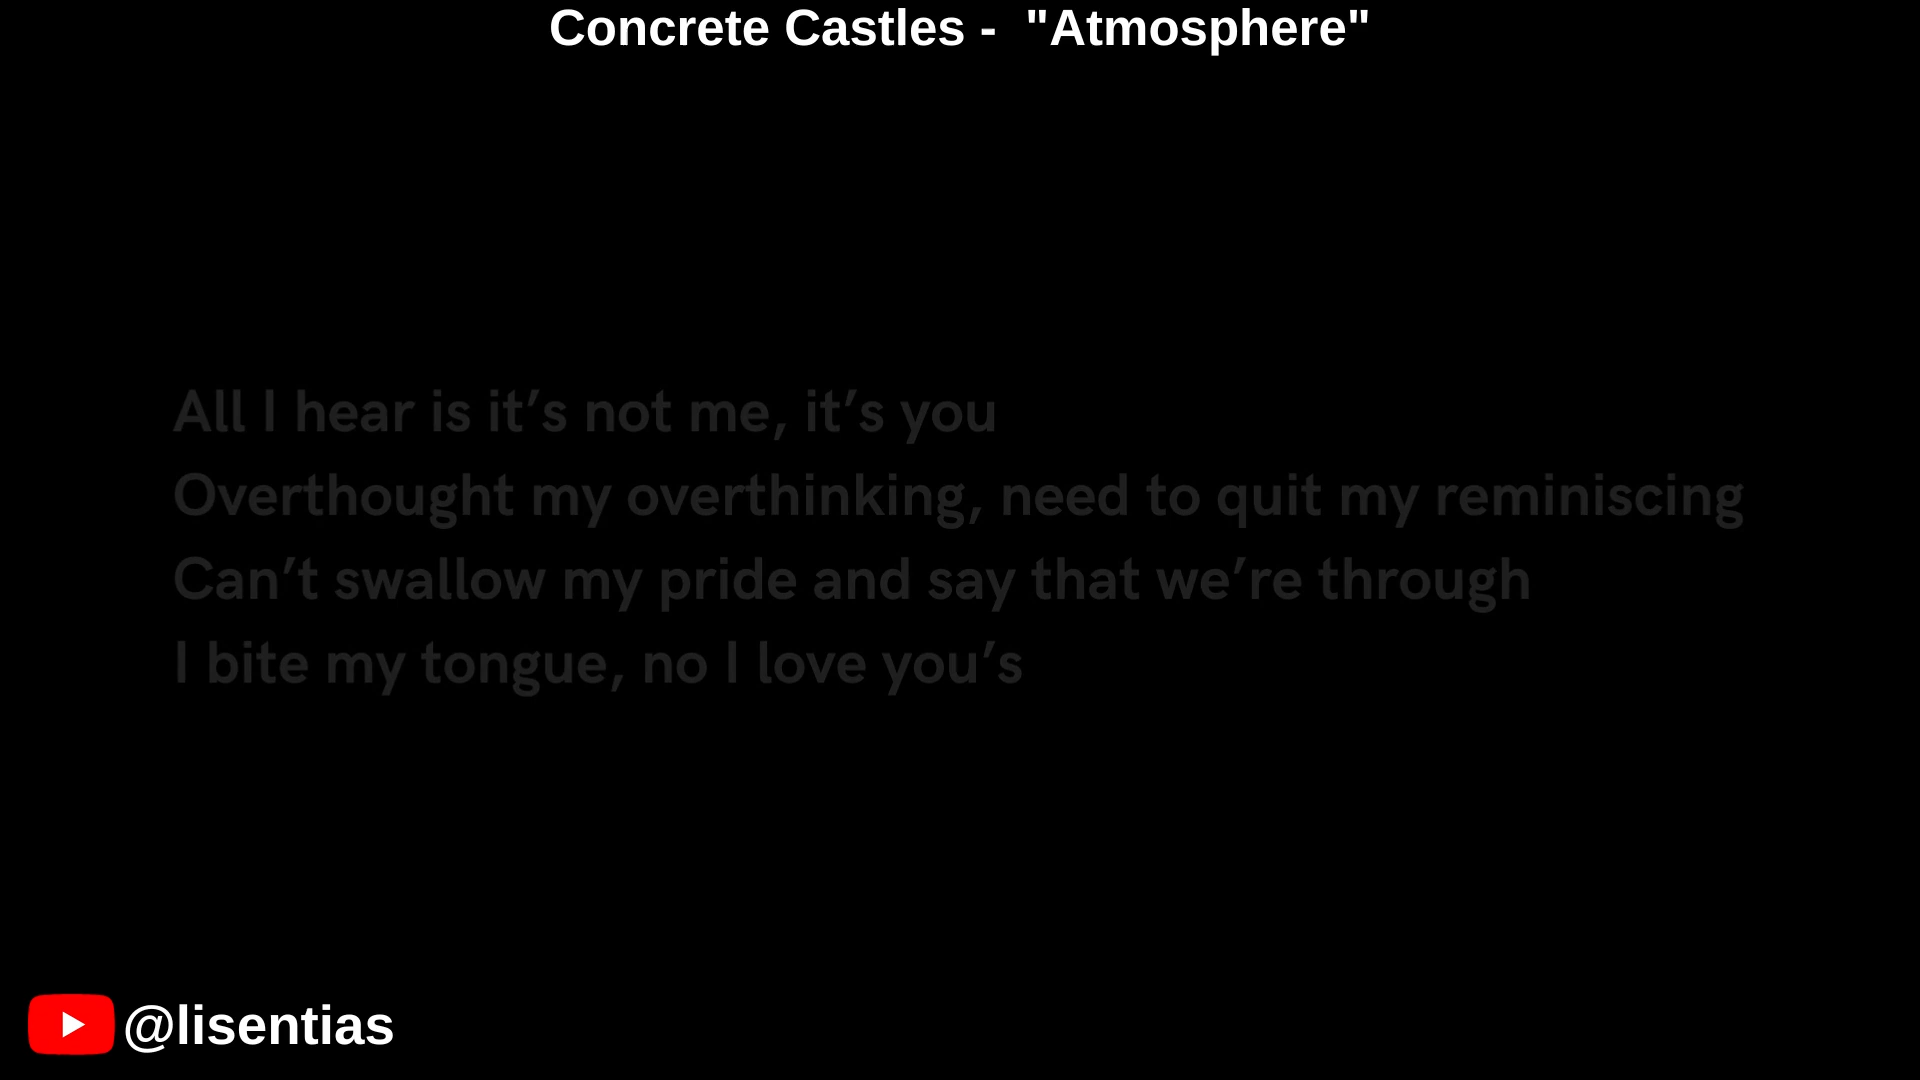 Concrete Castles -  "Atmosphere"
All I hear is it’s not me, it’s you
Overthought my overthinking, need to quit my reminiscing
Can’t swallow my pride and say that we’re through
I bite my tongue, no I love you’s
@lisentias